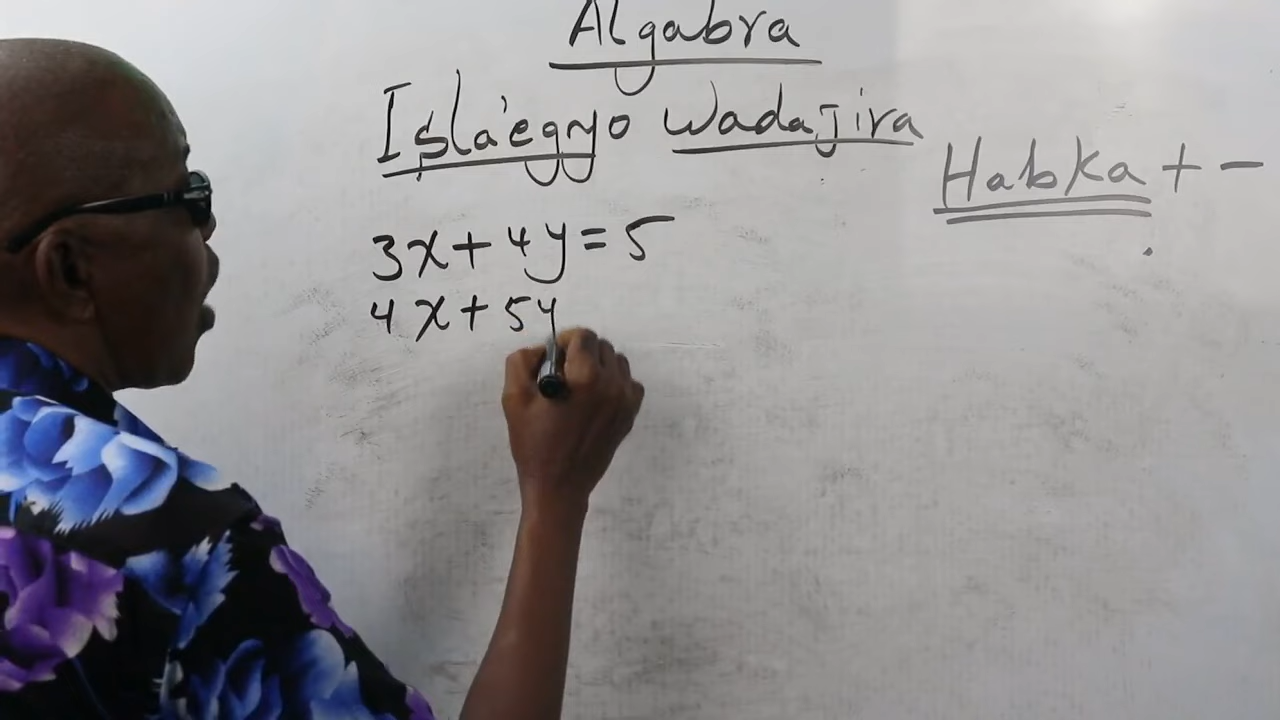 Algabra
Isla'egyo Wadajira
Habka + -
3x + 4y = 5
4x + 5y